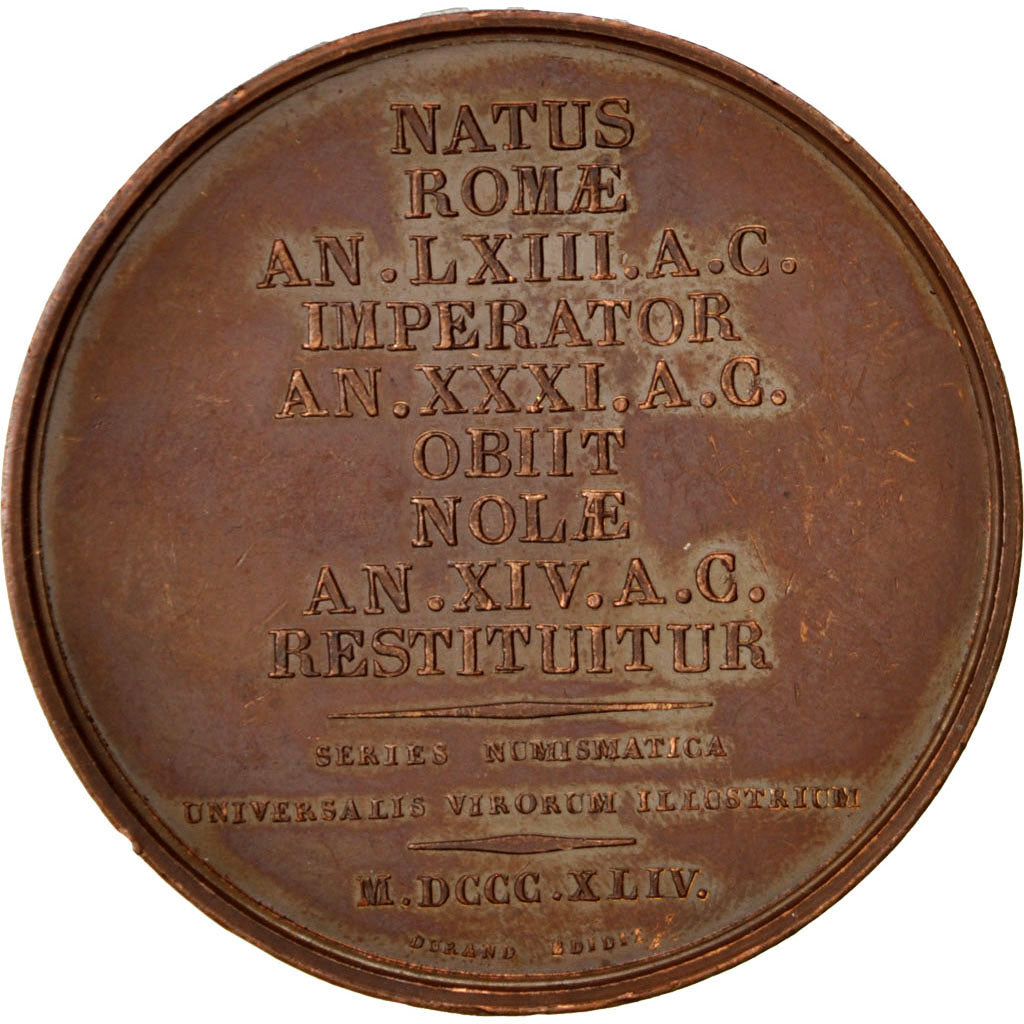 NATUS
ROMÆ
AN.LXIII.A.C.
IMPERATOR
AN.XXXI.A.C.
OBIIT
NOLÆ
AN.XIV.A.C.
RESTITUITUR
SERIES NUMISMATICA
UNIVERSALIS VIRORUM ILLUSTRIUM
M.DCCC.XLIV.
DURAND EDIDIT